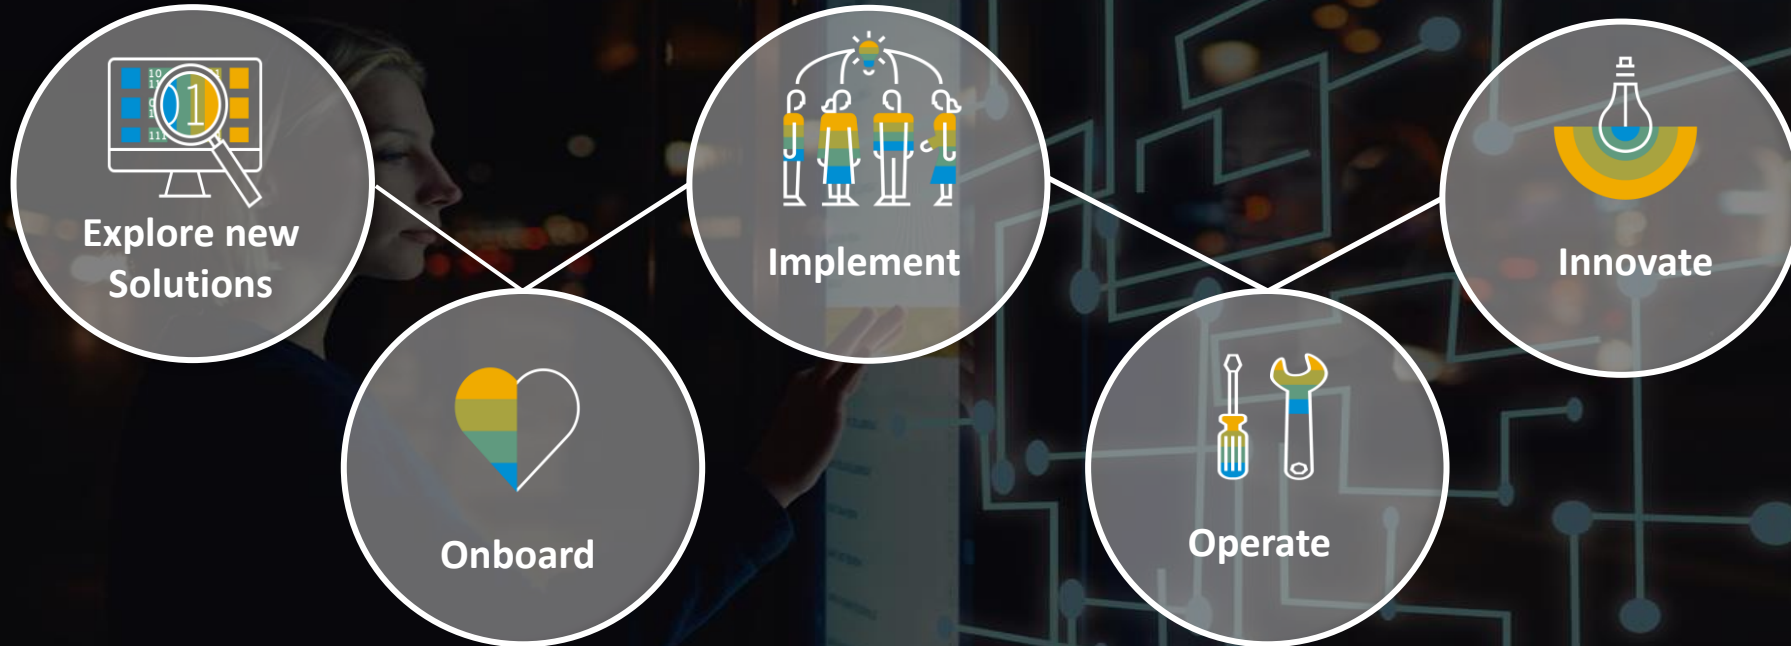 Explore new
Solutions
Onboard
Implement
Operate
Innovate